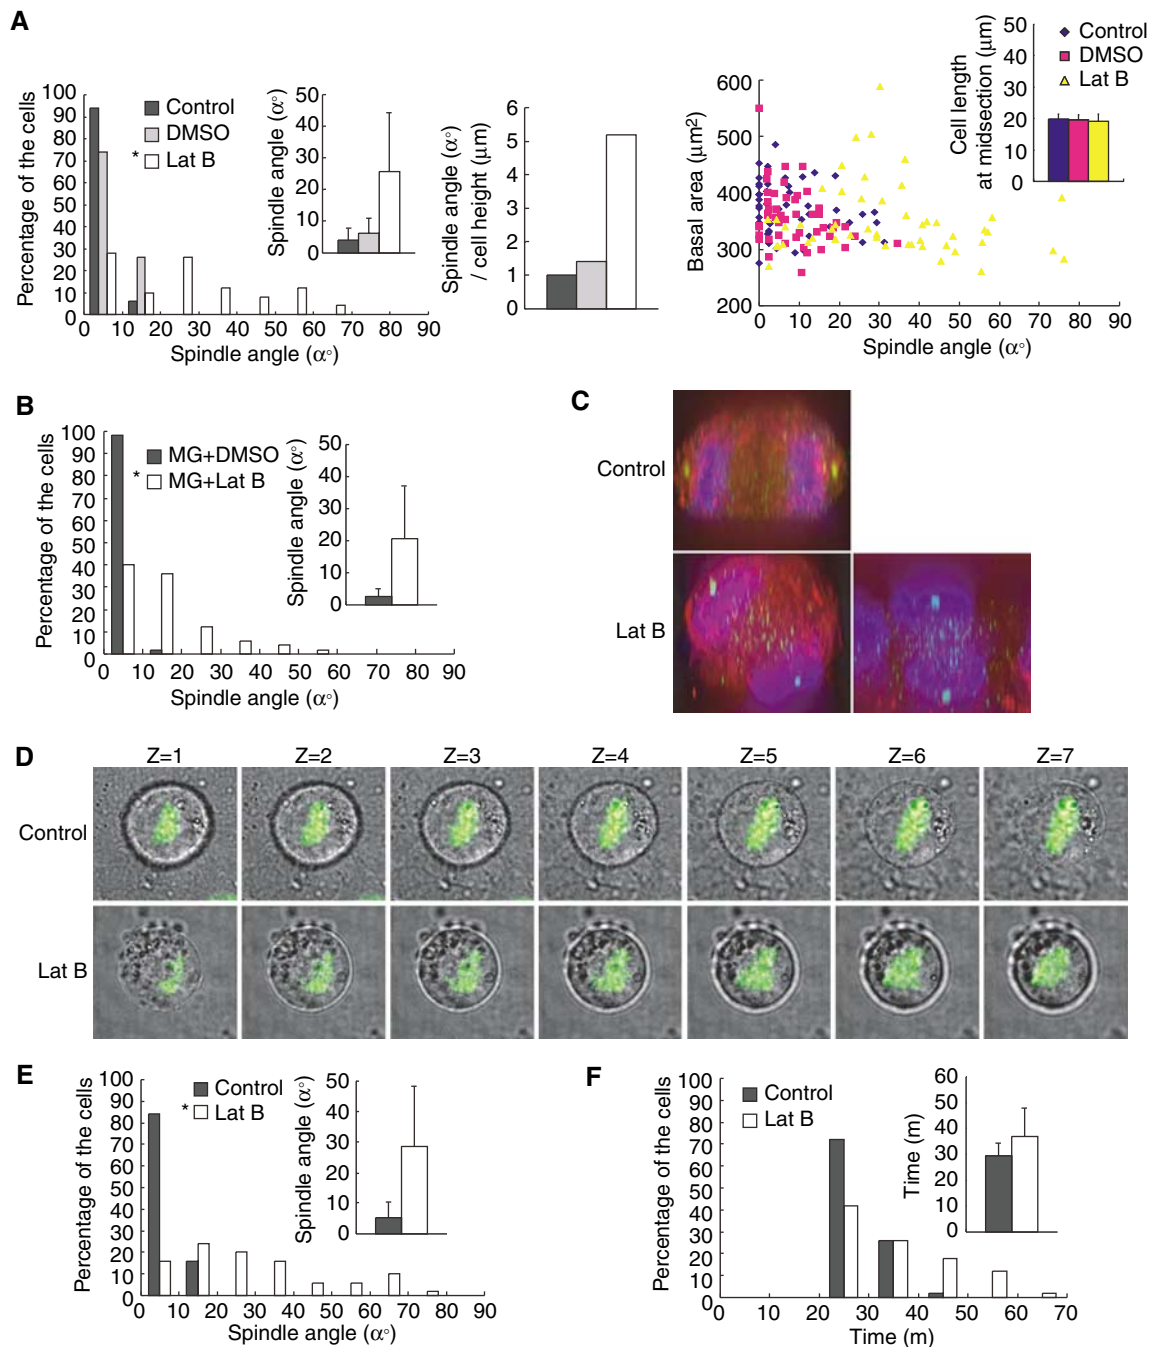 A
Percentage of the cells
100
90
80
70
60
50
40
30
20
10
0
0 10 20 30 40 50 60 70 80 90
Spindle angle (α°)
Control
DMSO
* Lat B
Spindle angle (α°)
50
40
30
20
10
0
Spindle angle (α°)
/ cell height (μm)
6
5
4
3
2
1
0
Basal area (μm²)
600
500
400
300
200
0 10 20 30 40 50 60 70 80 90
Spindle angle (α°)
Cell length
at midsection (μm)
50
40
30
20
10
0
Control
DMSO
Lat B
B
Percentage of the cells
100
90
80
70
60
50
40
30
20
10
0
0 10 20 30 40 50 60 70 80 90
Spindle angle (α°)
MG+DMSO
* MG+Lat B
Spindle angle (α°)
50
40
30
20
10
0
C
Control
Lat B
D
Z=1 Z=2 Z=3 Z=4 Z=5 Z=6 Z=7
Control
Lat B
E
Percentage of the cells
100
90
80
70
60
50
40
30
20
10
0
0 10 20 30 40 50 60 70 80 90
Spindle angle (α°)
Control
* Lat B
Spindle angle (α°)
50
40
30
20
10
0
F
Percentage of the cells
100
90
80
70
60
50
40
30
20
10
0
0 10 20 30 40 50 60 70
Time (m)
Control
Lat B
Time (m)
60
50
40
30
20
10
0